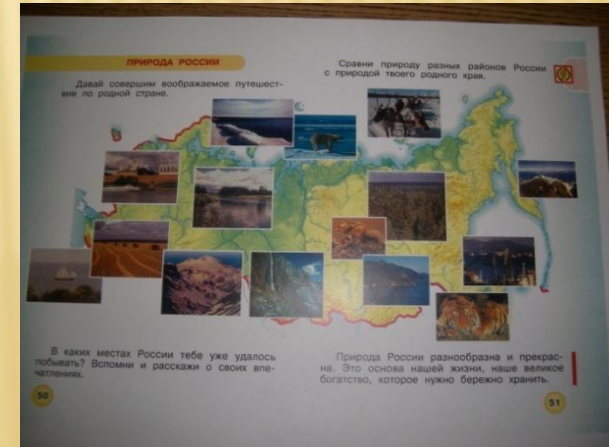 ПРИРОДА РОССИИ
Давай совершим воображаемое путешест-
вие по родной стране.
Сравни природу разных районов России
с природой твоего родного края.
В каких местах России тебе уже удалось
побывать? Вспомни и расскажи о своих впе-
чатлениях.
Природа России разнообразна и прекрас-
на. Это основа нашей жизни, наше великое
богатство, которое нужно бережно хранить.
50
51